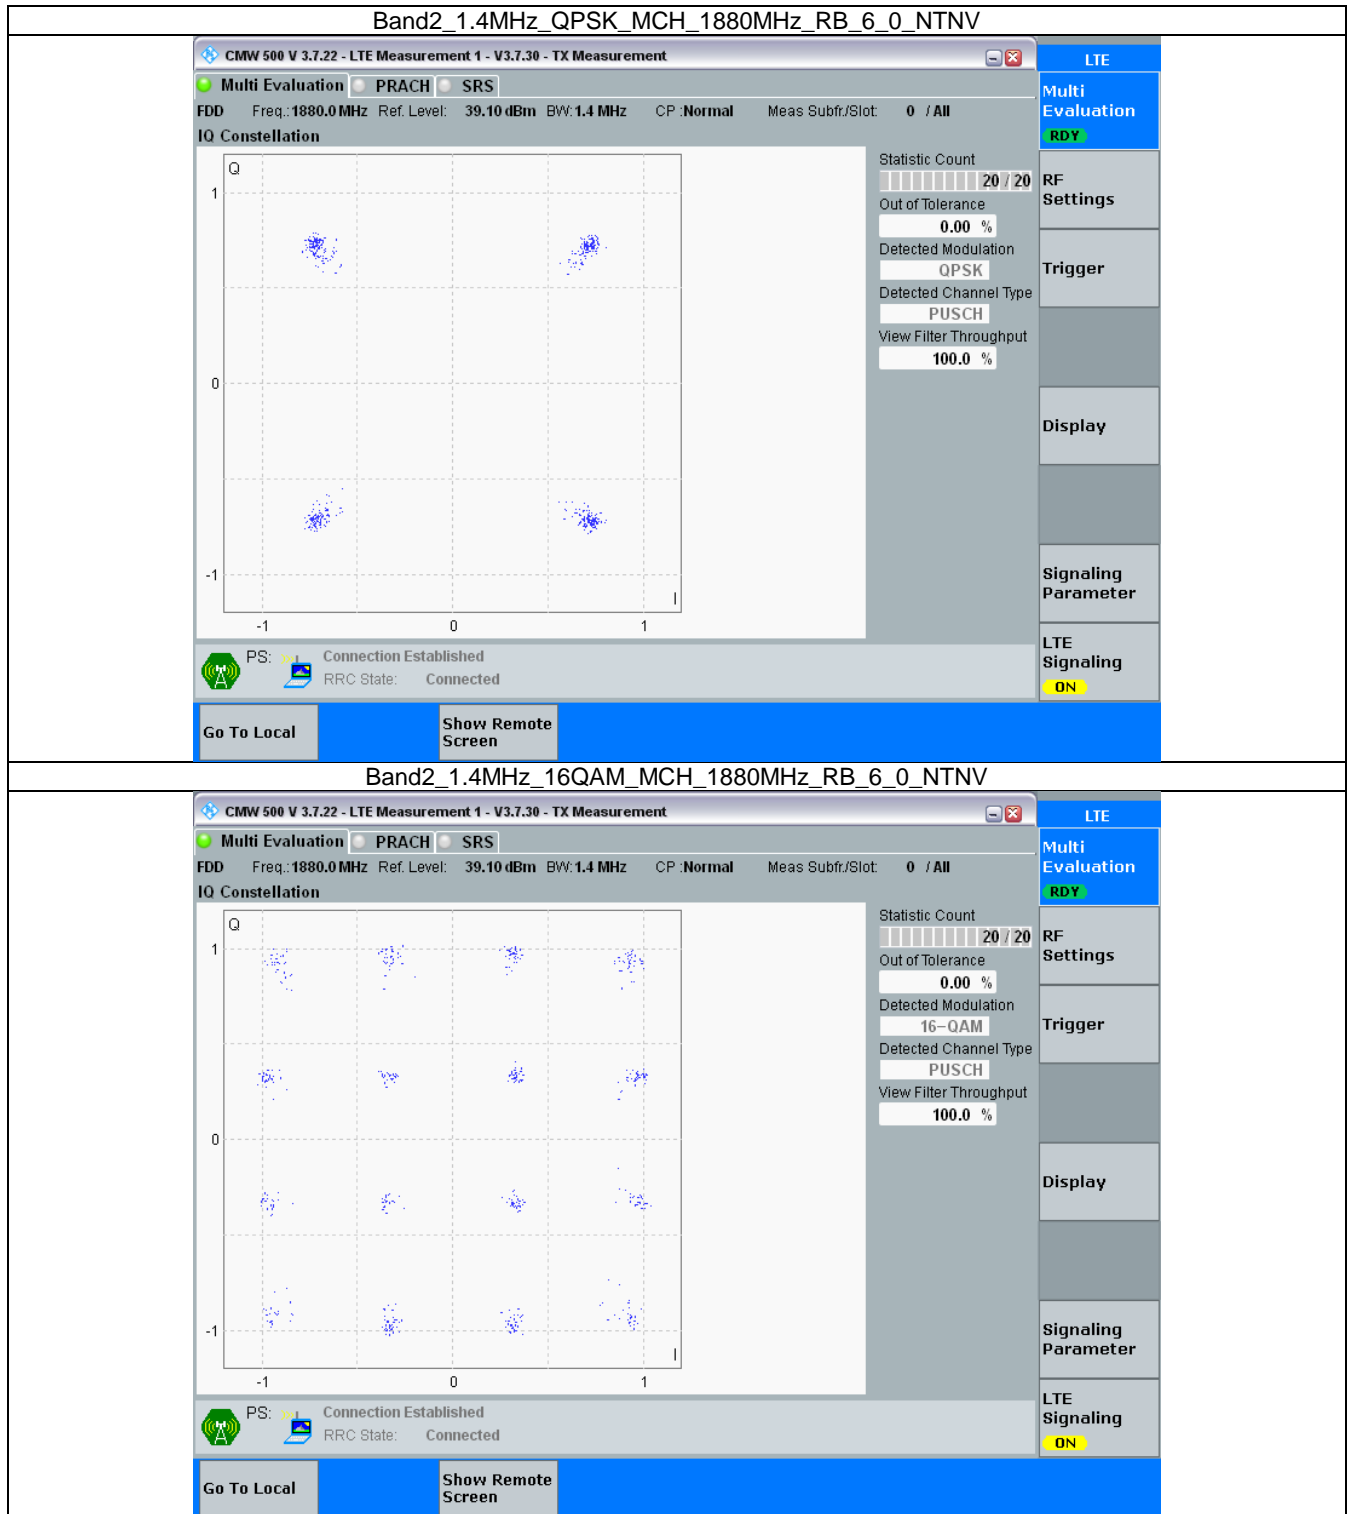 Band2_1.4MHz_QPSK_MCH_1880MHz_RB_6_0_NTNV
CMW 500 V 3.7.22 - LTE Measurement 1 - V3.7.30 - TX Measurement
LTE
Multi Evaluation PRACH SRS
Multi
Evaluation
RDY
FDD Freq.: 1880.0 MHz Ref. Level: 39.10 dBm BW: 1.4 MHz CP : Normal Meas Subfr./Slot: 0 / All
IQ Constellation
Q
1
0
-1
I
-1 0 1
Statistic Count
20 / 20
Out of Tolerance
0.00 %
Detected Modulation
QPSK
Detected Channel Type
PUSCH
View Filter Throughput
100.0 %
RF
Settings
Trigger
Display
Signaling
Parameter
LTE
Signaling
ON
PS: Connection Established
RRC State: Connected
Go To Local
Show Remote
Screen
Band2_1.4MHz_16QAM_MCH_1880MHz_RB_6_0_NTNV
CMW 500 V 3.7.22 - LTE Measurement 1 - V3.7.30 - TX Measurement
LTE
Multi Evaluation PRACH SRS
Multi
Evaluation
RDY
FDD Freq.: 1880.0 MHz Ref. Level: 39.10 dBm BW: 1.4 MHz CP : Normal Meas Subfr./Slot: 0 / All
IQ Constellation
Q
1
0
-1
I
-1 0 1
Statistic Count
20 / 20
Out of Tolerance
0.00 %
Detected Modulation
16-QAM
Detected Channel Type
PUSCH
View Filter Throughput
100.0 %
RF
Settings
Trigger
Display
Signaling
Parameter
LTE
Signaling
ON
PS: Connection Established
RRC State: Connected
Go To Local
Show Remote
Screen